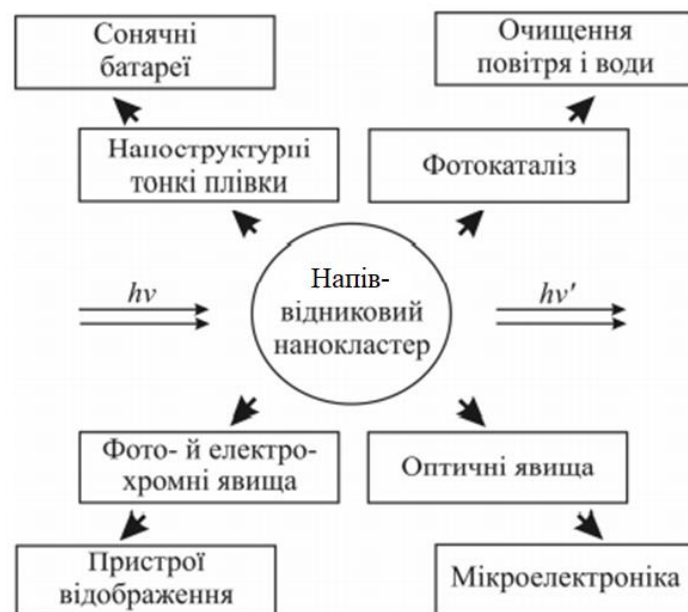 Сонячні
батареї
Очищення
повітря і води
Наноструктурні
тонкі плівки
Фотокаталіз
Напів-
відниковий
нанокластер
hν
hν'
Фото- й електро-
хромні явища
Оптичні явища
Пристрої
відображення
Мікроелектроніка